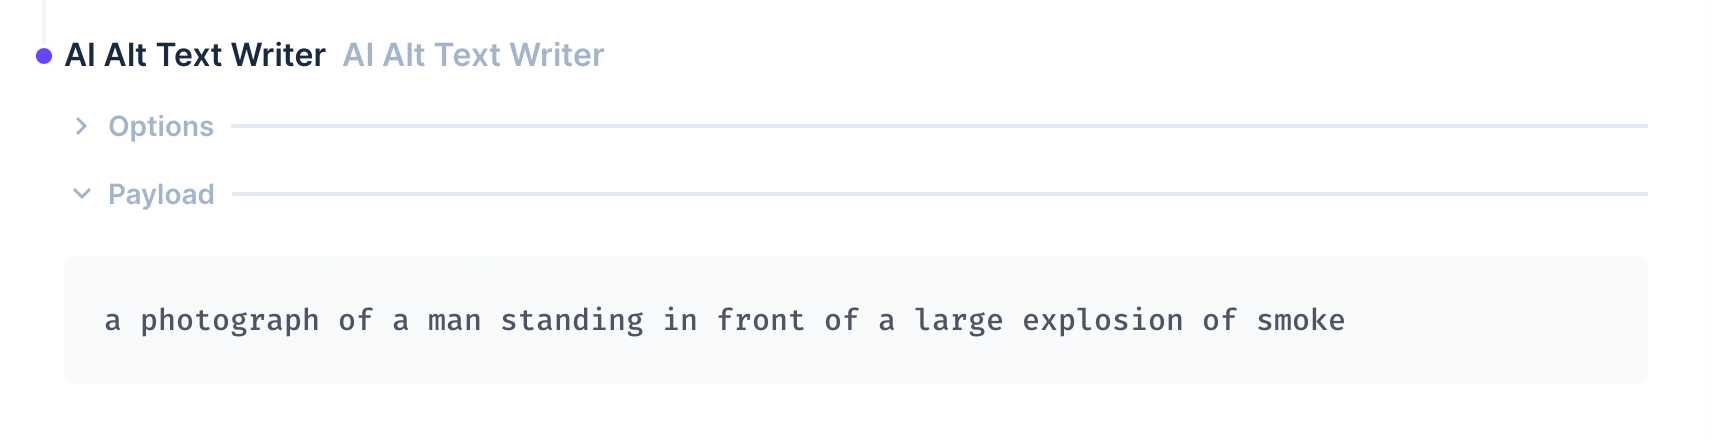 AI Alt Text Writer AI Alt Text Writer
Options
Payload
a photograph of a man standing in front of a large explosion of smoke